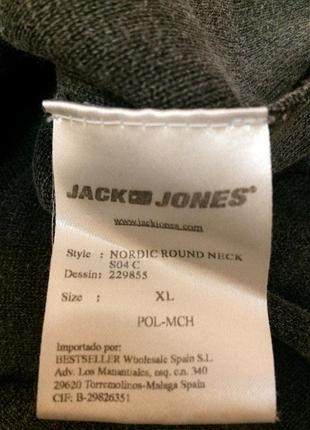 JACK JONES®
www.jackjones.com
Style : NORDIC ROUND NECK
S04 C
Dessin: 229855
Size : XL
POL-MCH
Importado por:
BESTSELLER Wholesale Spain S.L
Adv. Los Manantiales, ess c.n. 340
29620 Torremolinos-Malaga Spain
CIF: B-29826351